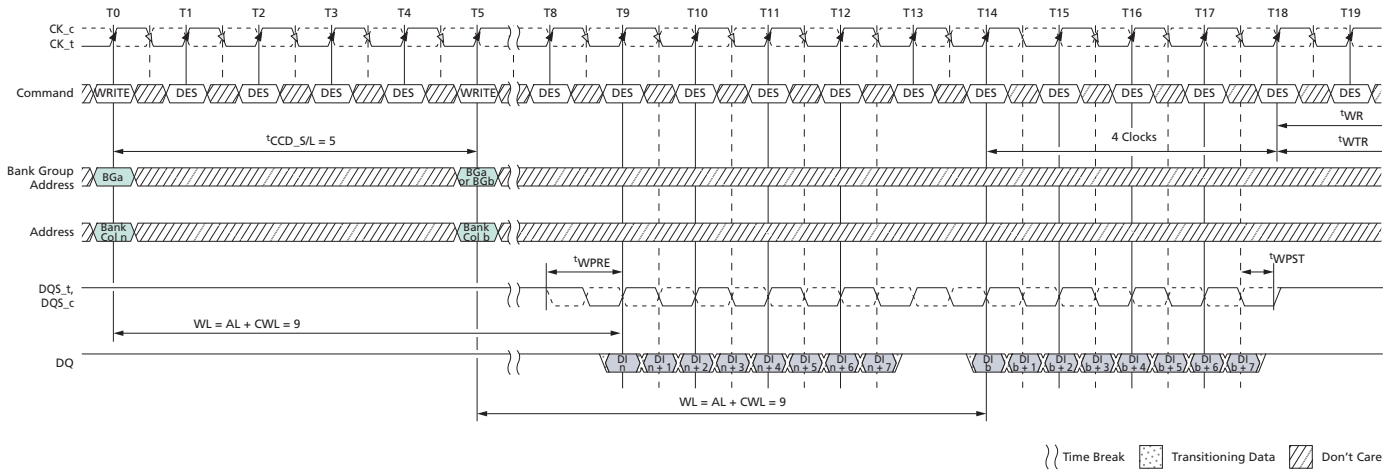 T0 T1 T2 T3 T4 T5 T8 T9 T10 T11 T12 T13 T14 T15 T16 T17 T18 T19
CK_c
CK_t
Command WRITE DES DES DES DES WRITE DES DES DES DES DES DES DES DES DES DES DES DES
tWR
tCCD_S/L = 5 4 Clocks tWTR
Bank Group
Address BGa BGa or BGb
Address Bank Col n Bank Col b
tWPRE tWPST
DQS_t,
DQS_c
WL = AL + CWL = 9
DQ DI n DI n + 1 DI n + 2 DI n + 3 DI n + 4 DI n + 5 DI n + 6 DI n + 7 DI b DI b + 1 DI b + 2 DI b + 3 DI b + 4 DI b + 5 DI b + 6 DI b + 7
WL = AL + CWL = 9
Time Break Transitioning Data Don't Care